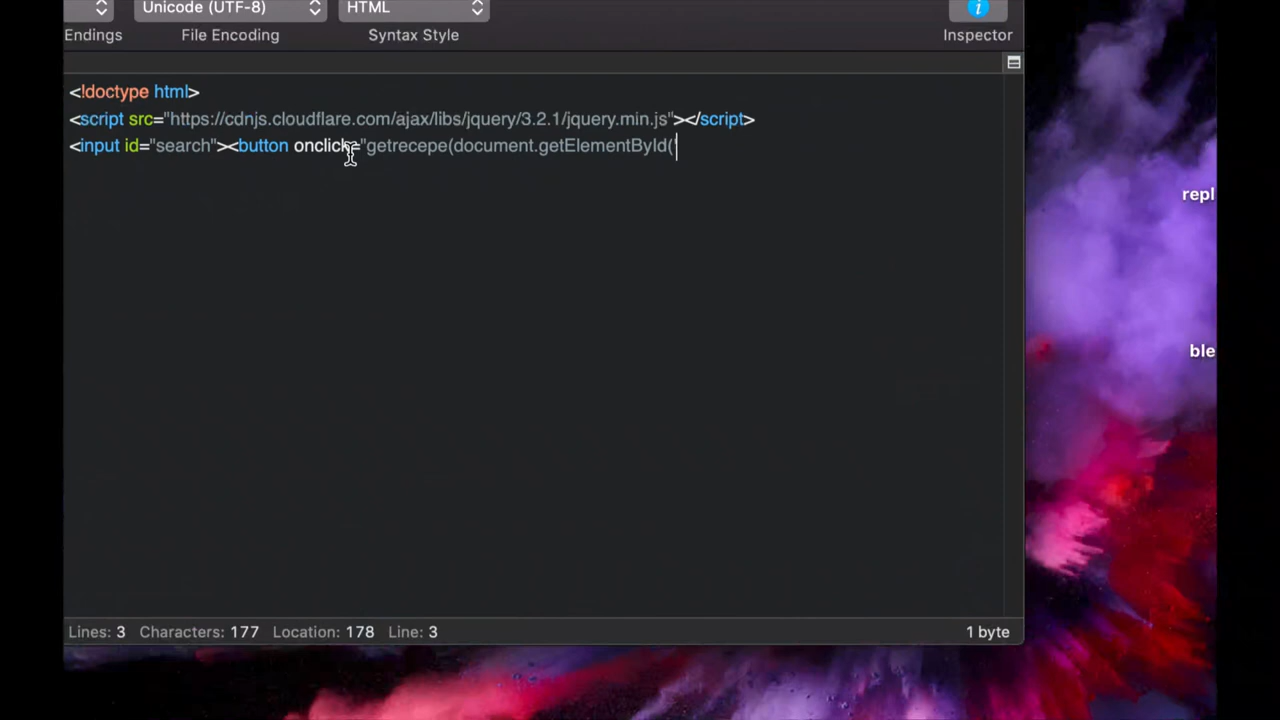 Unicode (UTF-8) HTML
Endings File Encoding Syntax Style Inspector
<!doctype html>
<script src="https://cdnjs.cloudflare.com/ajax/libs/jquery/3.2.1/jquery.min.js"></script>
<input id="search"><button onclick="getrecepe(document.getElementById('
repl
ble
Lines: 3 Characters: 177 Location: 178 Line: 3 1 byte